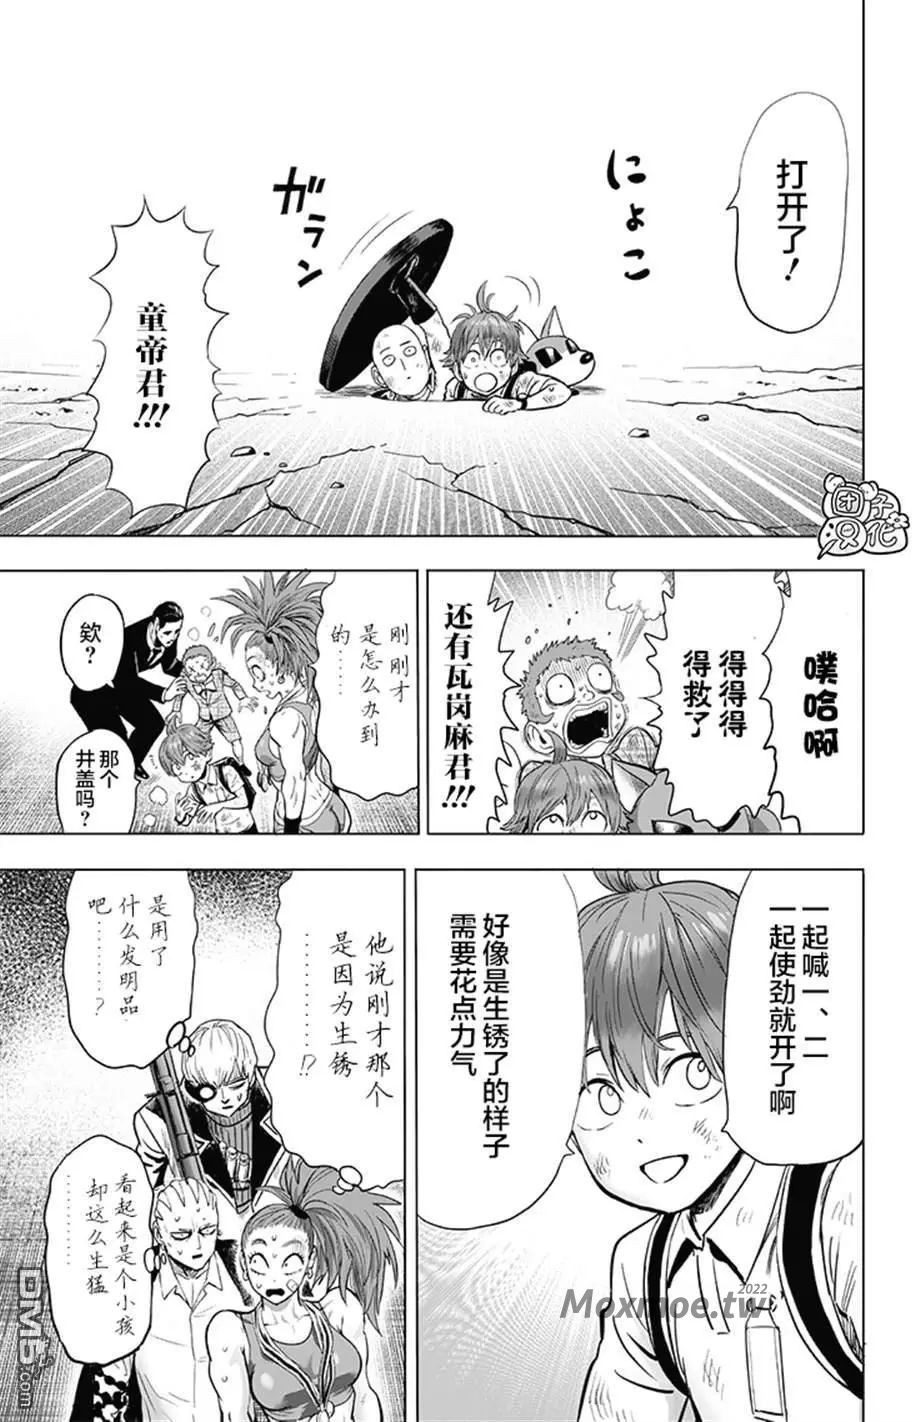 打开了！
にょこ
ガラン
童帝君!!!
团子汉化
噗哈啊
得得得
得救了
还有瓦岗麻君!!!
刚刚才
是怎么办到
的……
欸？
那个
井盖吗？
一起喊一、二
一起使劲就开了啊
好像是生锈了的样子
需要花点力气
他说刚才那个
是因为生锈
………!?
是用了
什么发明品
吧………?
看起来是个小孩
却这么生猛
………
2022
Moxmoe.tw
DM5
.com